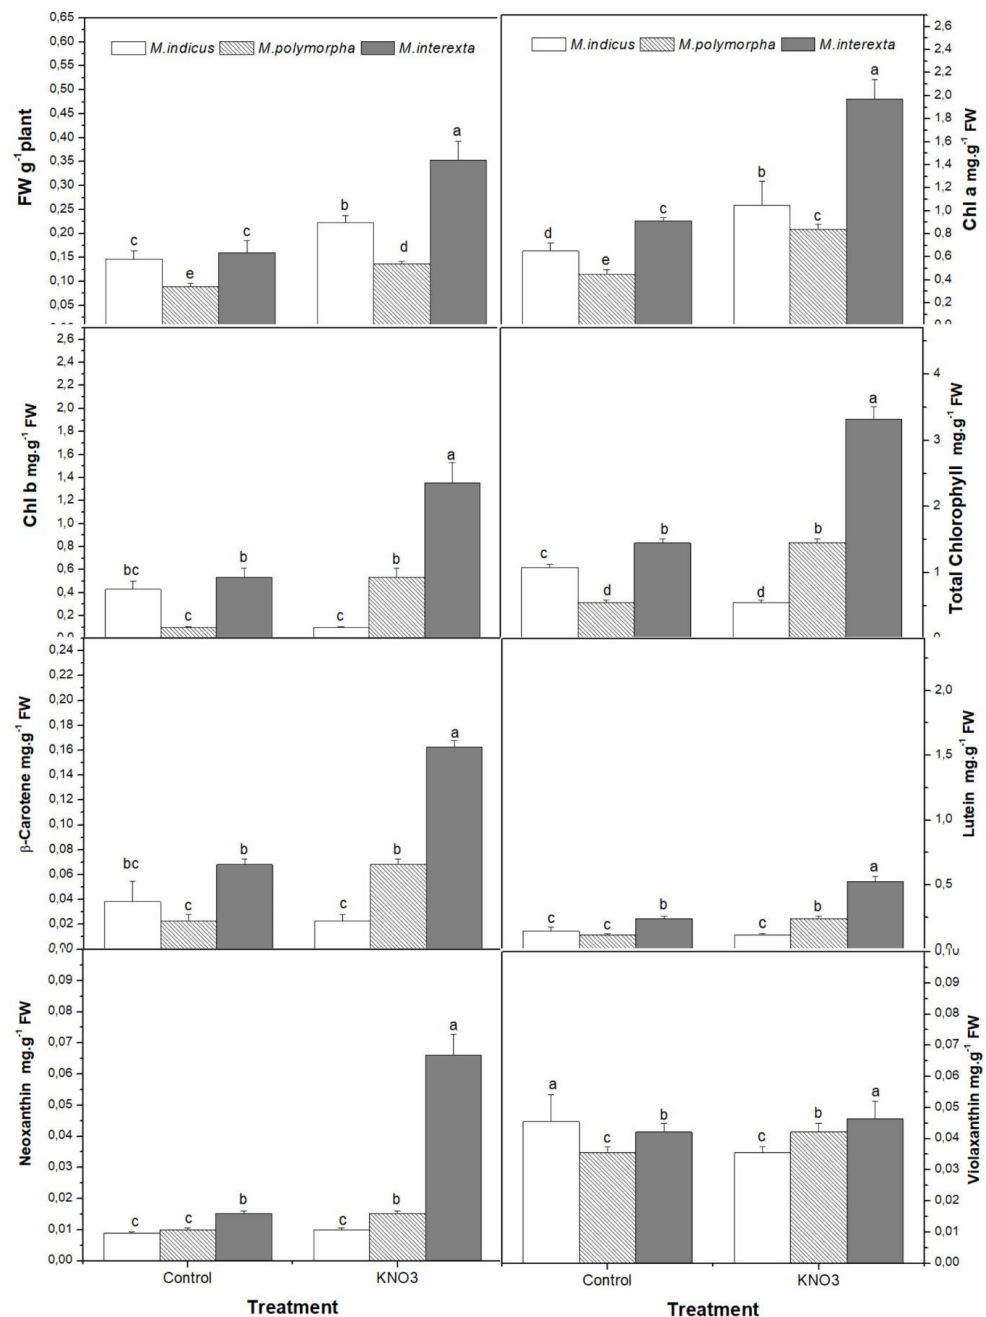 M.indicus M.polymorpha M.interexta
FW g-1plant
0,65
0,60
0,55
0,50
0,45
0,40
0,35
0,30
0,25
0,20
0,15
0,10
0,05
c
e
c
b
d
a
M.indicus M.polymorpha M.interexta
d
e
c
b
c
a
2,6
2,4
2,2
2,0
1,8
1,6
1,4
1,2
1,0
0,8
0,6
0,4
0,2
0,0
Chl a mg.g-1 FW
Chl b mg.g-1 FW
2,6
2,4
2,2
2,0
1,8
1,6
1,4
1,2
1,0
0,8
0,6
0,4
0,2
0,0
bc
c
b
c
b
a
c
d
b
d
b
a
4
3
2
1
0
Total Chlorophyll mg.g-1 FW
β-Carotene mg.g-1 FW
0,24
0,22
0,20
0,18
0,16
0,14
0,12
0,10
0,08
0,06
0,04
0,02
0,00
bc
c
b
c
b
a
c
c
b
c
b
a
2,0
1,5
1,0
0,5
0,0
Lutein mg.g-1 FW
Neoxanthin mg.g-1 FW
0,09
0,08
0,07
0,06
0,05
0,04
0,03
0,02
0,01
0,00
c
c
b
c
b
a
Control KNO3
Treatment
a
c
b
c
b
a
0,10
0,09
0,08
0,07
0,06
0,05
0,04
0,03
0,02
0,01
0,00
Violaxanthin mg.g-1 FW
Control KNO3
Treatment